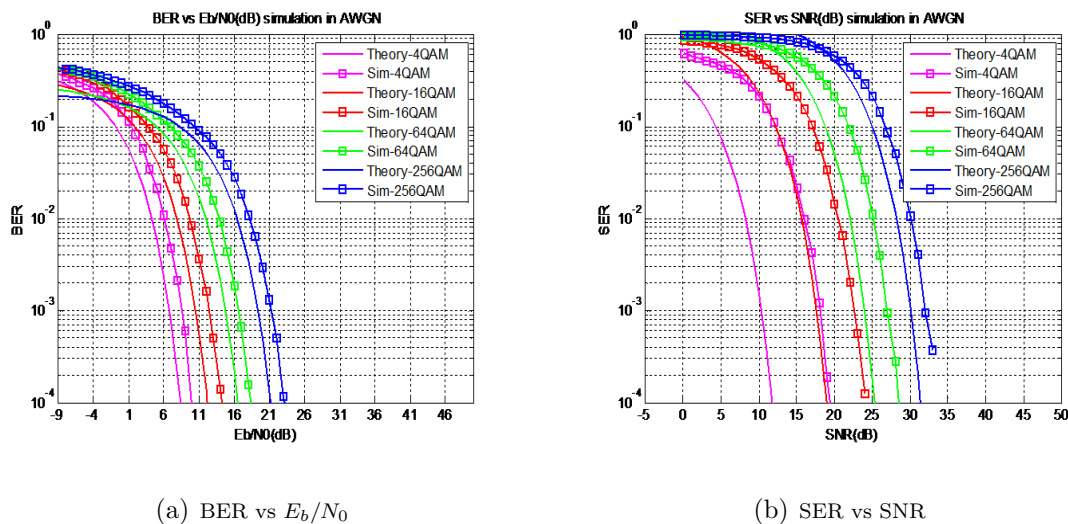 BER vs Eb/N0(dB) simulation in AWGN
10^0
10^-1
10^-2
10^-3
10^-4
BER
Theory-4QAM
Sim-4QAM
Theory-16QAM
Sim-16QAM
Theory-64QAM
Sim-64QAM
Theory-256QAM
Sim-256QAM
-9 -4 1 6 11 16 21 26 31 36 41 46
Eb/N0(dB)
(a) BER vs E_b/N_0
SER vs SNR(dB) simulation in AWGN
10^0
10^-1
10^-2
10^-3
10^-4
SER
Theory-4QAM
Sim-4QAM
Theory-16QAM
Sim-16QAM
Theory-64QAM
Sim-64QAM
Theory-256QAM
Sim-256QAM
-5 0 5 10 15 20 25 30 35 40 45 50
SNR(dB)
(b) SER vs SNR